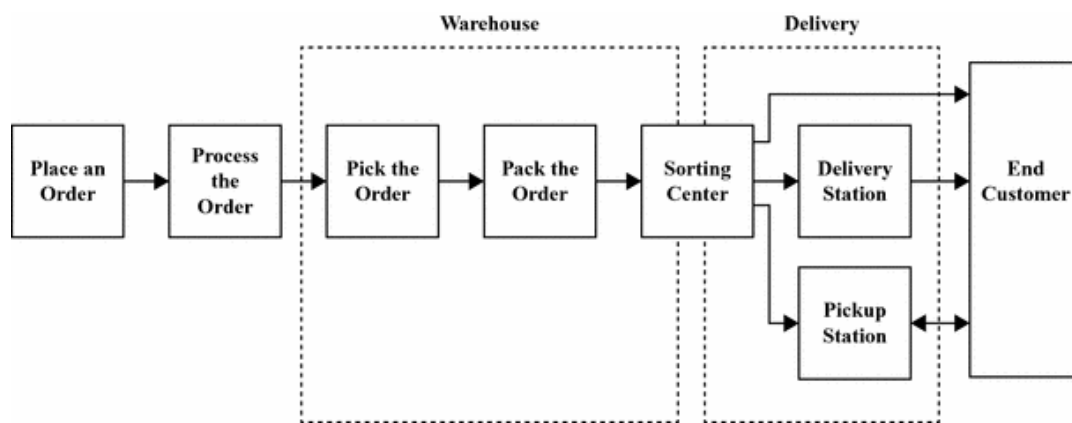 Warehouse
Delivery
Place an
Order
Process
the
Order
Pick the
Order
Pack the
Order
Sorting
Center
Delivery
Station
Pickup
Station
End
Customer